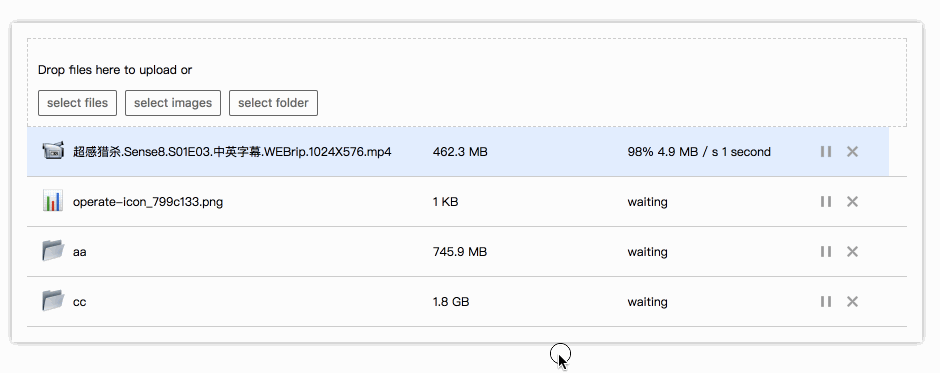 Drop files here to upload or
select files select images select folder
超感猎杀.Sense8.S01E03.中英字幕.WEBrip.1024X576.mp4 462.3 MB 98% 4.9 MB / s 1 second
operate-icon_799c133.png 1 KB waiting
aa 745.9 MB waiting
cc 1.8 GB waiting